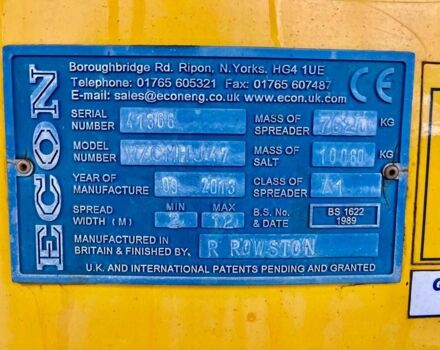 ECON
Boroughbridge Rd. Ripon, N.Yorks. HG4 1UE
Telephone: 01765 605321 Fax: 01765 607487
E-mail: sales@econeng.co.uk www.econ.uk.com
CE
SERIAL NUMBER 41366 MASS OF SPREADER 7620 KG
MODEL NUMBER MASS OF SALT 10060 KG
YEAR OF MANUFACTURE 09 2013 CLASS OF SPREADER A1
SPREAD WIDTH (M) MIN 2 MAX 12 B.S. No. & DATE BS 1622 1989
MANUFACTURED IN BRITAIN & FINISHED BY. R ROWSTON
U.K. AND INTERNATIONAL PATENTS PENDING AND GRANTED